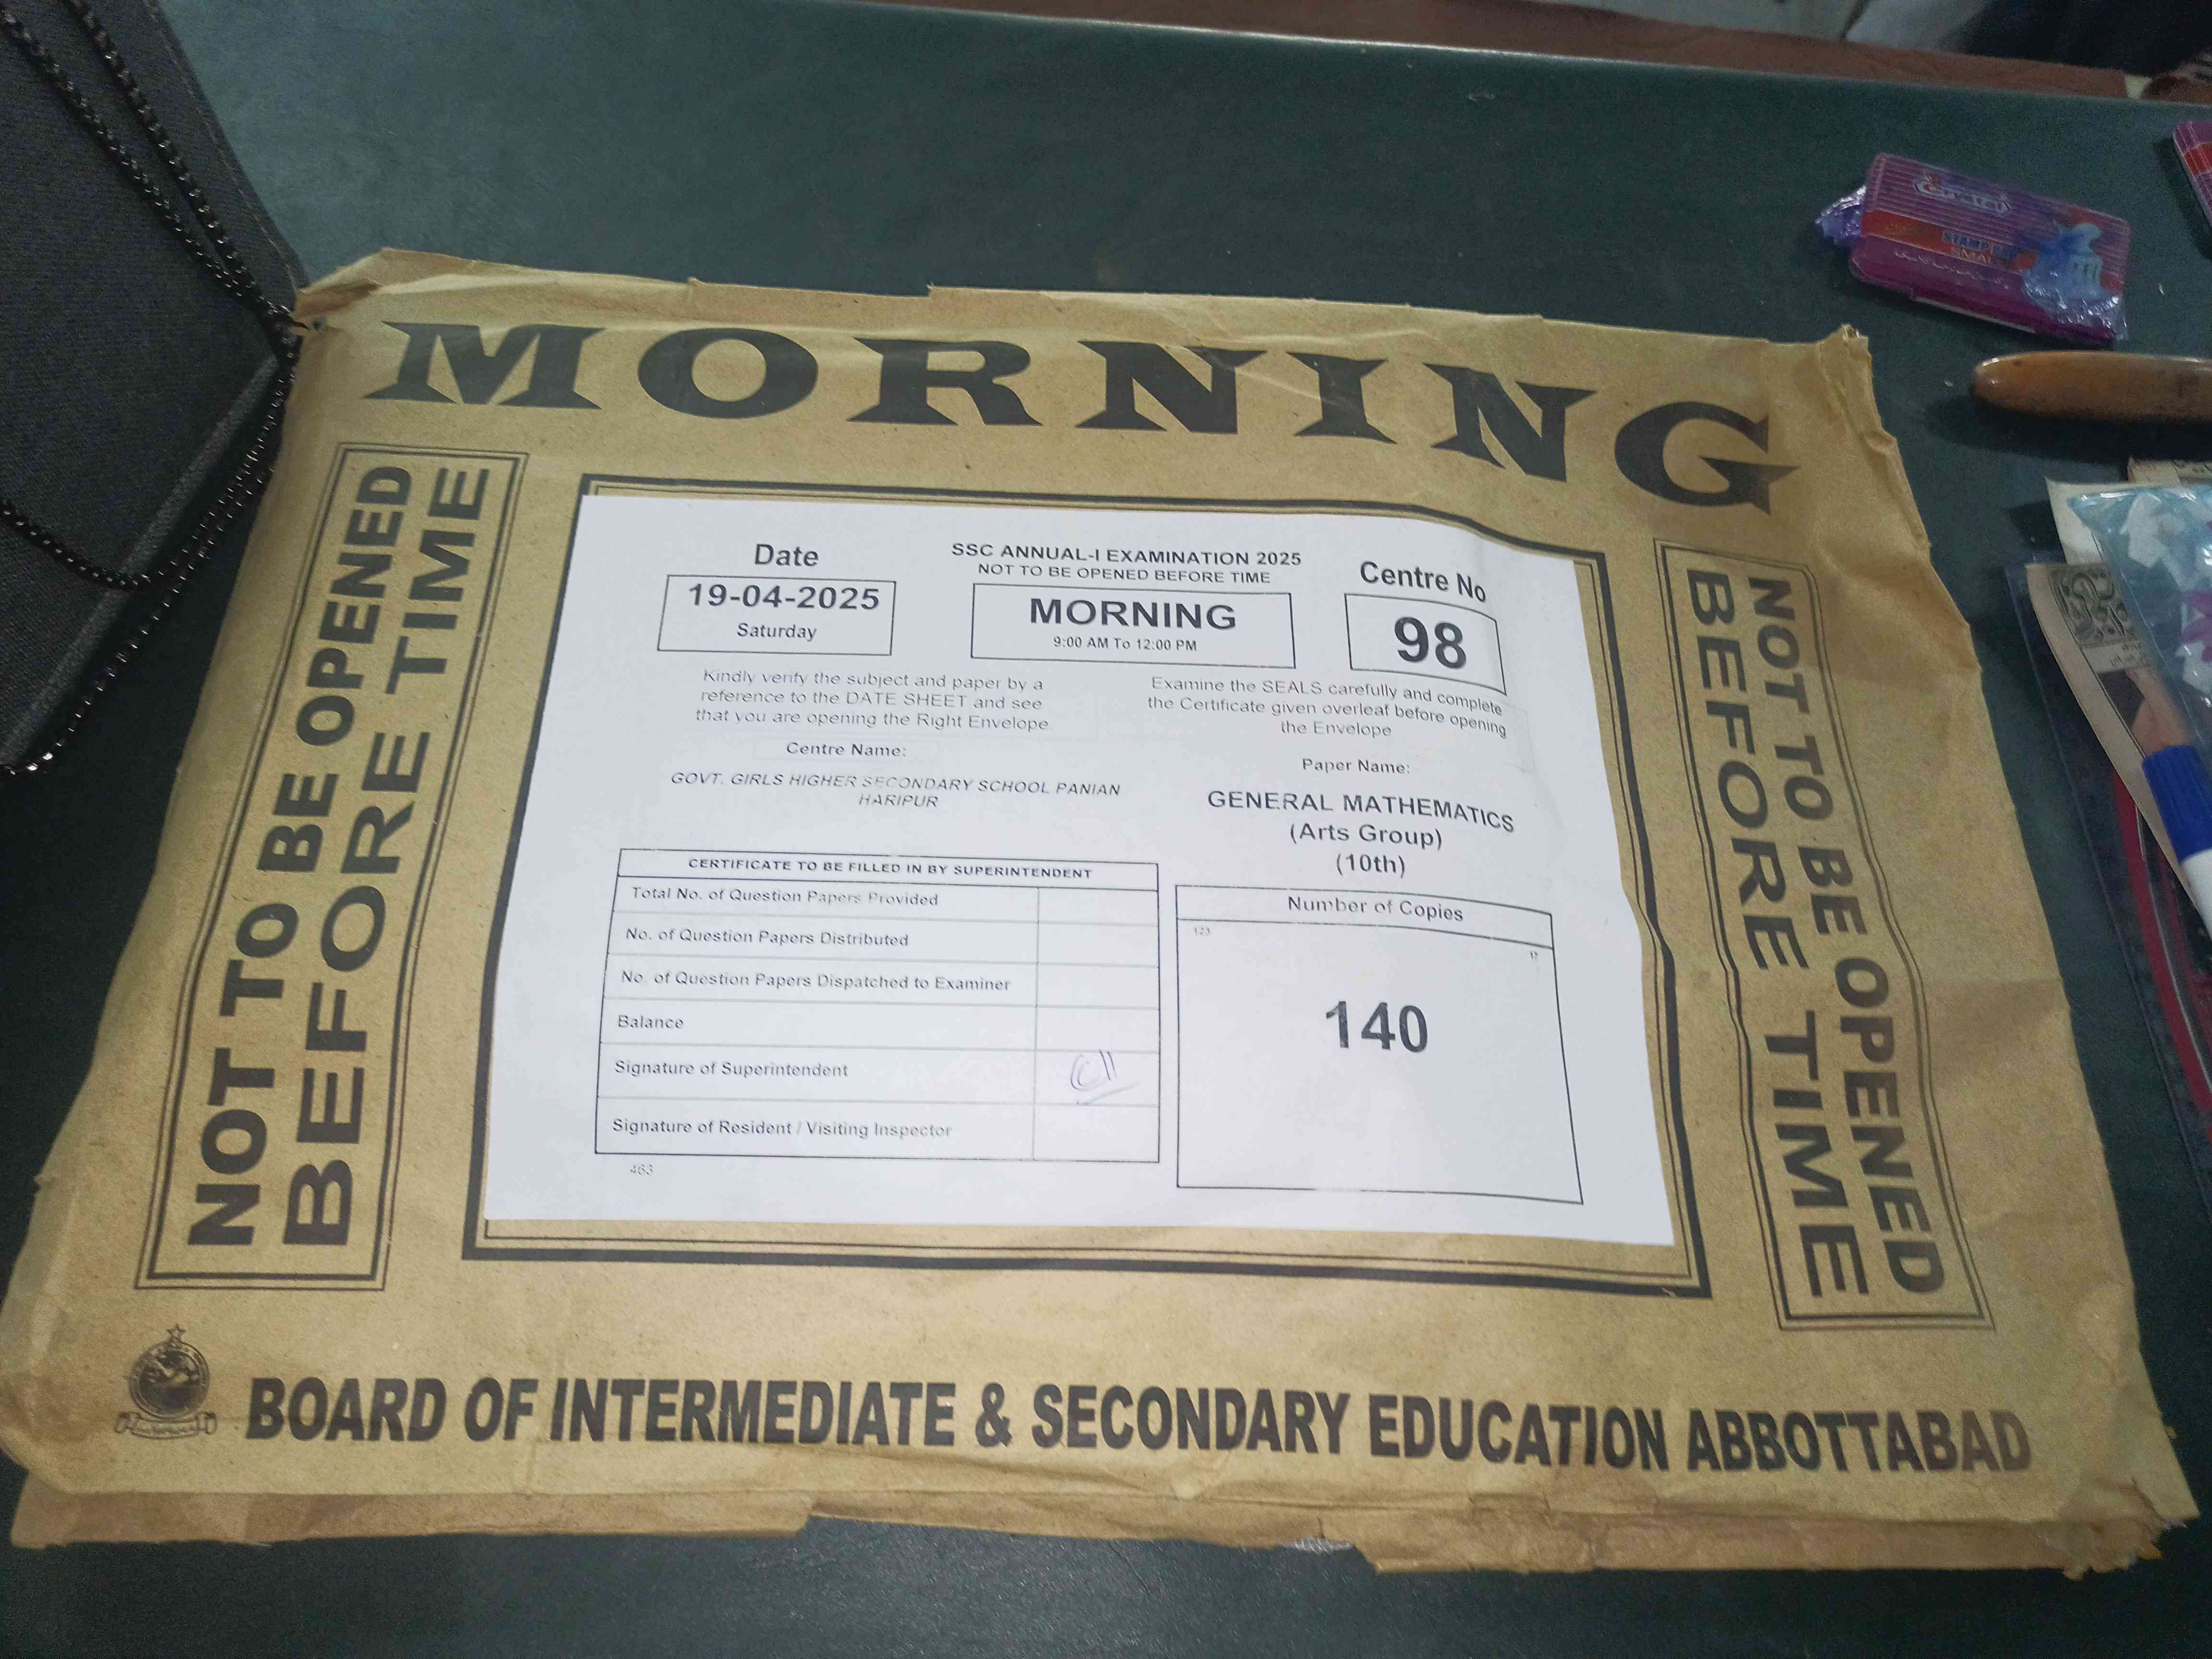 MORNING
NOT TO BE OPENED
BEFORE TIME
Date
19-04-2025
Saturday
SSC ANNUAL-I EXAMINATION 2025
NOT TO BE OPENED BEFORE TIME
MORNING
9:00 AM To 12:00 PM
Centre No
98
Kindly verify the subject and paper by a
reference to the DATE SHEET and see
that you are opening the Right Envelope
Examine the SEALS carefully and complete
the Certificate given overleaf before opening
the Envelope
Centre Name:
GOVT. GIRLS HIGHER SECONDARY SCHOOL PANIAN
HARIPUR
Paper Name:
GENERAL MATHEMATICS
(Arts Group)
(10th)
CERTIFICATE TO BE FILLED IN BY SUPERINTENDENT
Total No. of Question Papers Provided
No. of Question Papers Distributed
No. of Question Papers Dispatched to Examiner
Balance
Signature of Superintendent
Signature of Resident / Visiting Inspector
463
Number of Copies
123
17
140
NOT TO BE OPENED
BEFORE TIME
BOARD OF INTERMEDIATE & SECONDARY EDUCATION ABBOTTABAD
Crystal
STAMP